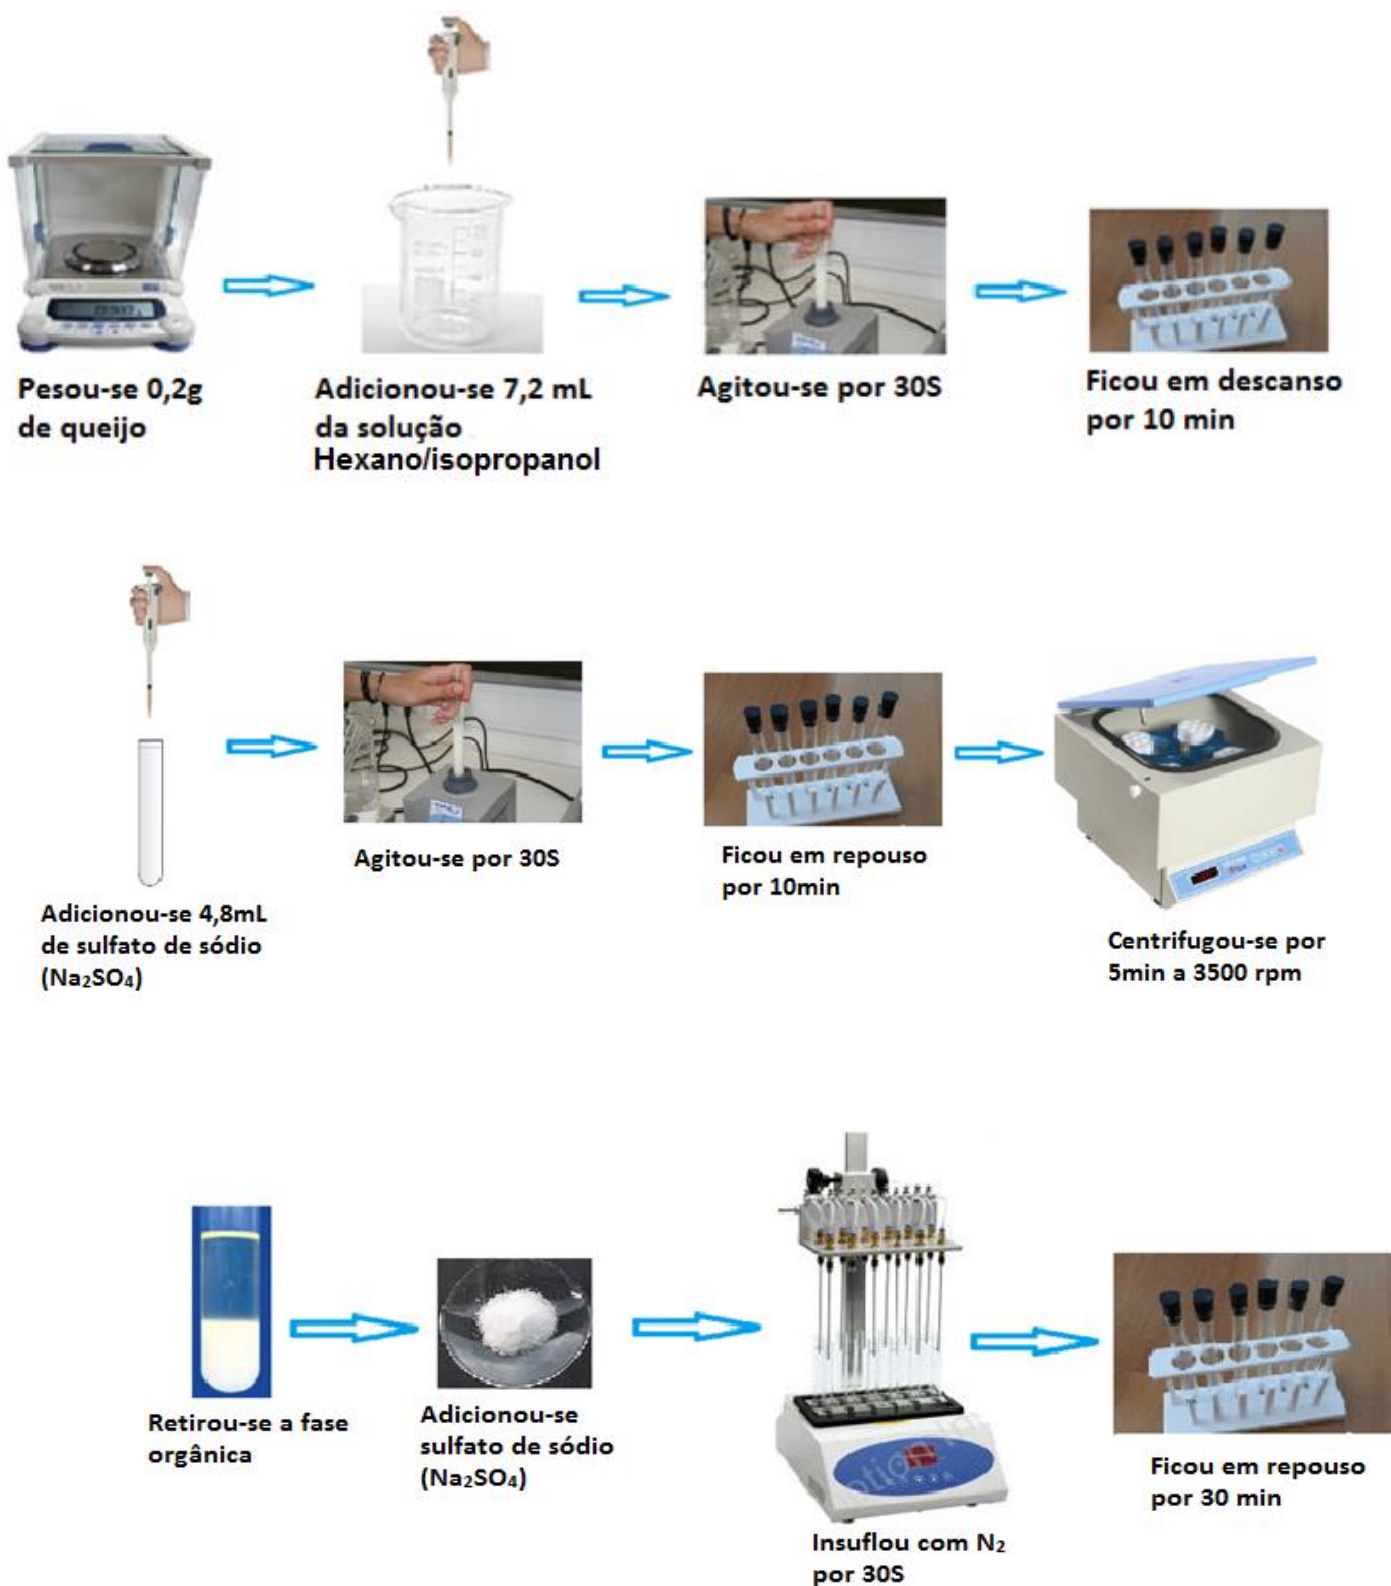 Pesou-se 0,2g
de queijo
Adicionou-se 7,2 mL
da solução
Hexano/isopropanol
Agitou-se por 30S
Ficou em descanso
por 10 min
Adicionou-se 4,8mL
de sulfato de sódio
(Na₂SO₄)
Agitou-se por 30S
Ficou em repouso
por 10min
Centrifugou-se por
5min a 3500 rpm
Retirou-se a fase
orgânica
Adicionou-se
sulfato de sódio
(Na₂SO₄)
Insuflou com N₂
por 30S
Ficou em repouso
por 30 min